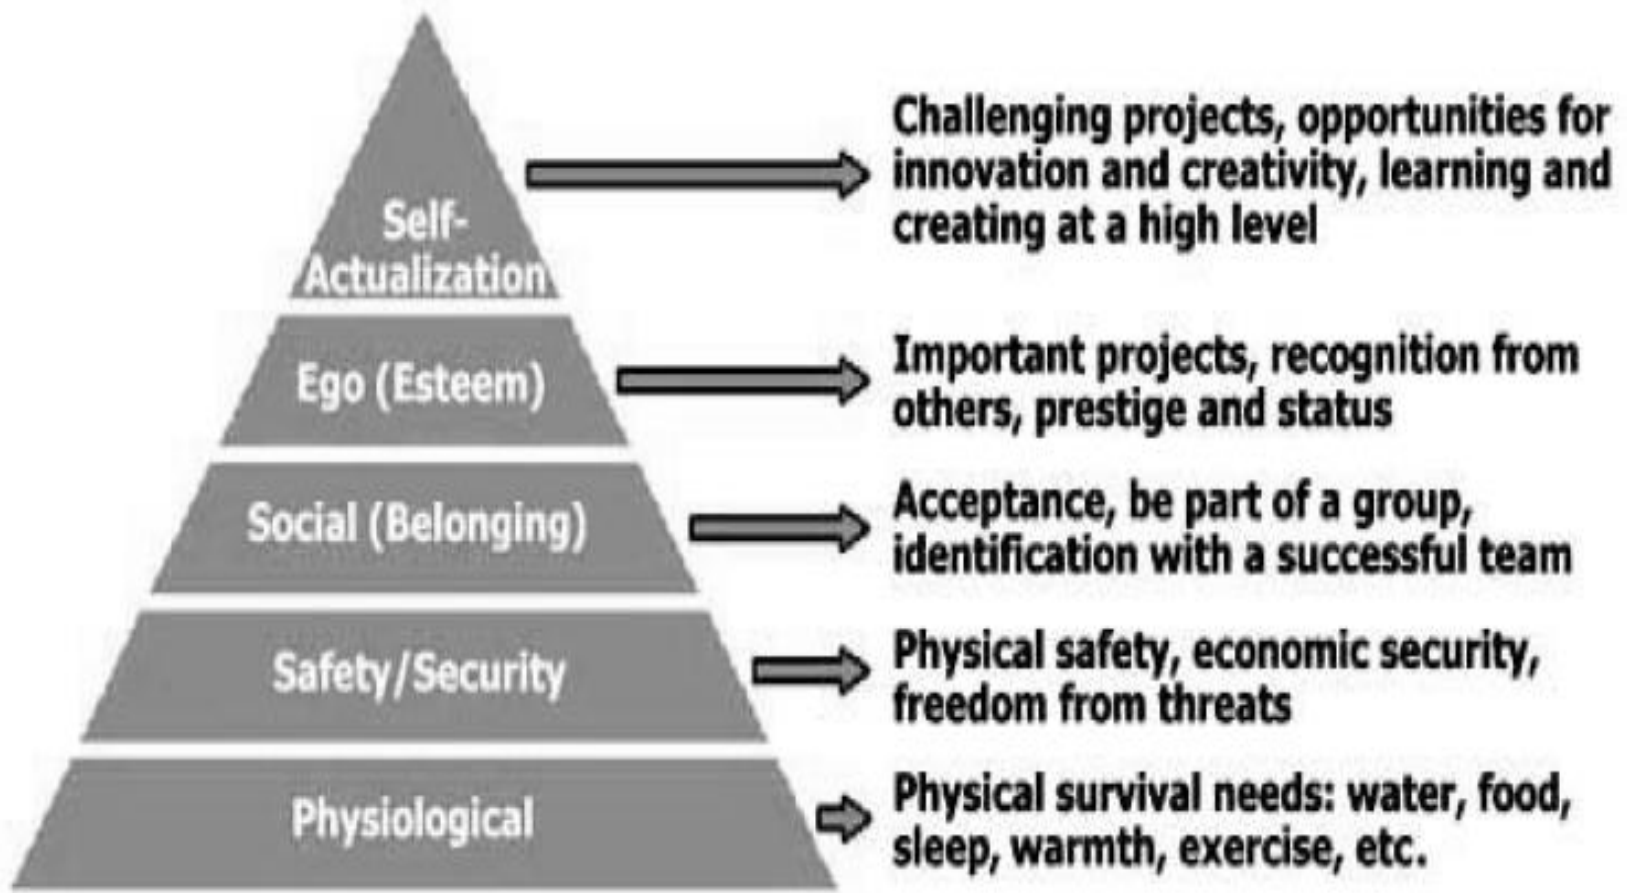 Self-
Actualization
Challenging projects, opportunities for
innovation and creativity, learning and
creating at a high level
Ego (Esteem)
Important projects, recognition from
others, prestige and status
Social (Belonging)
Acceptance, be part of a group,
identification with a successful team
Safety/Security
Physical safety, economic security,
freedom from threats
Physiological
Physical survival needs: water, food,
sleep, warmth, exercise, etc.